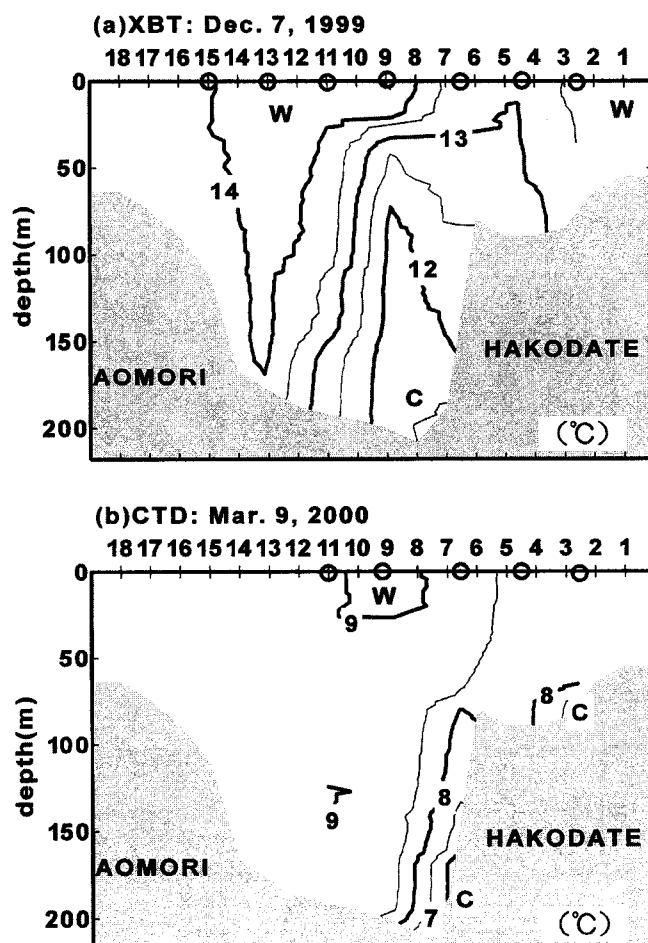 (a)XBT: Dec. 7, 1999
18 17 16 15 14 13 12 11 10 9 8 7 6 5 4 3 2 1
0
W
W
13
50
14
100
12
depth(m)
150
HAKODATE
AOMORI
C
200
(℃)
(b)CTD: Mar. 9, 2000
18 17 16 15 14 13 12 11 10 9 8 7 6 5 4 3 2 1
0
W
9
50
8
C
100
depth(m)
8
9
150
HAKODATE
AOMORI
C
200
7
(℃)